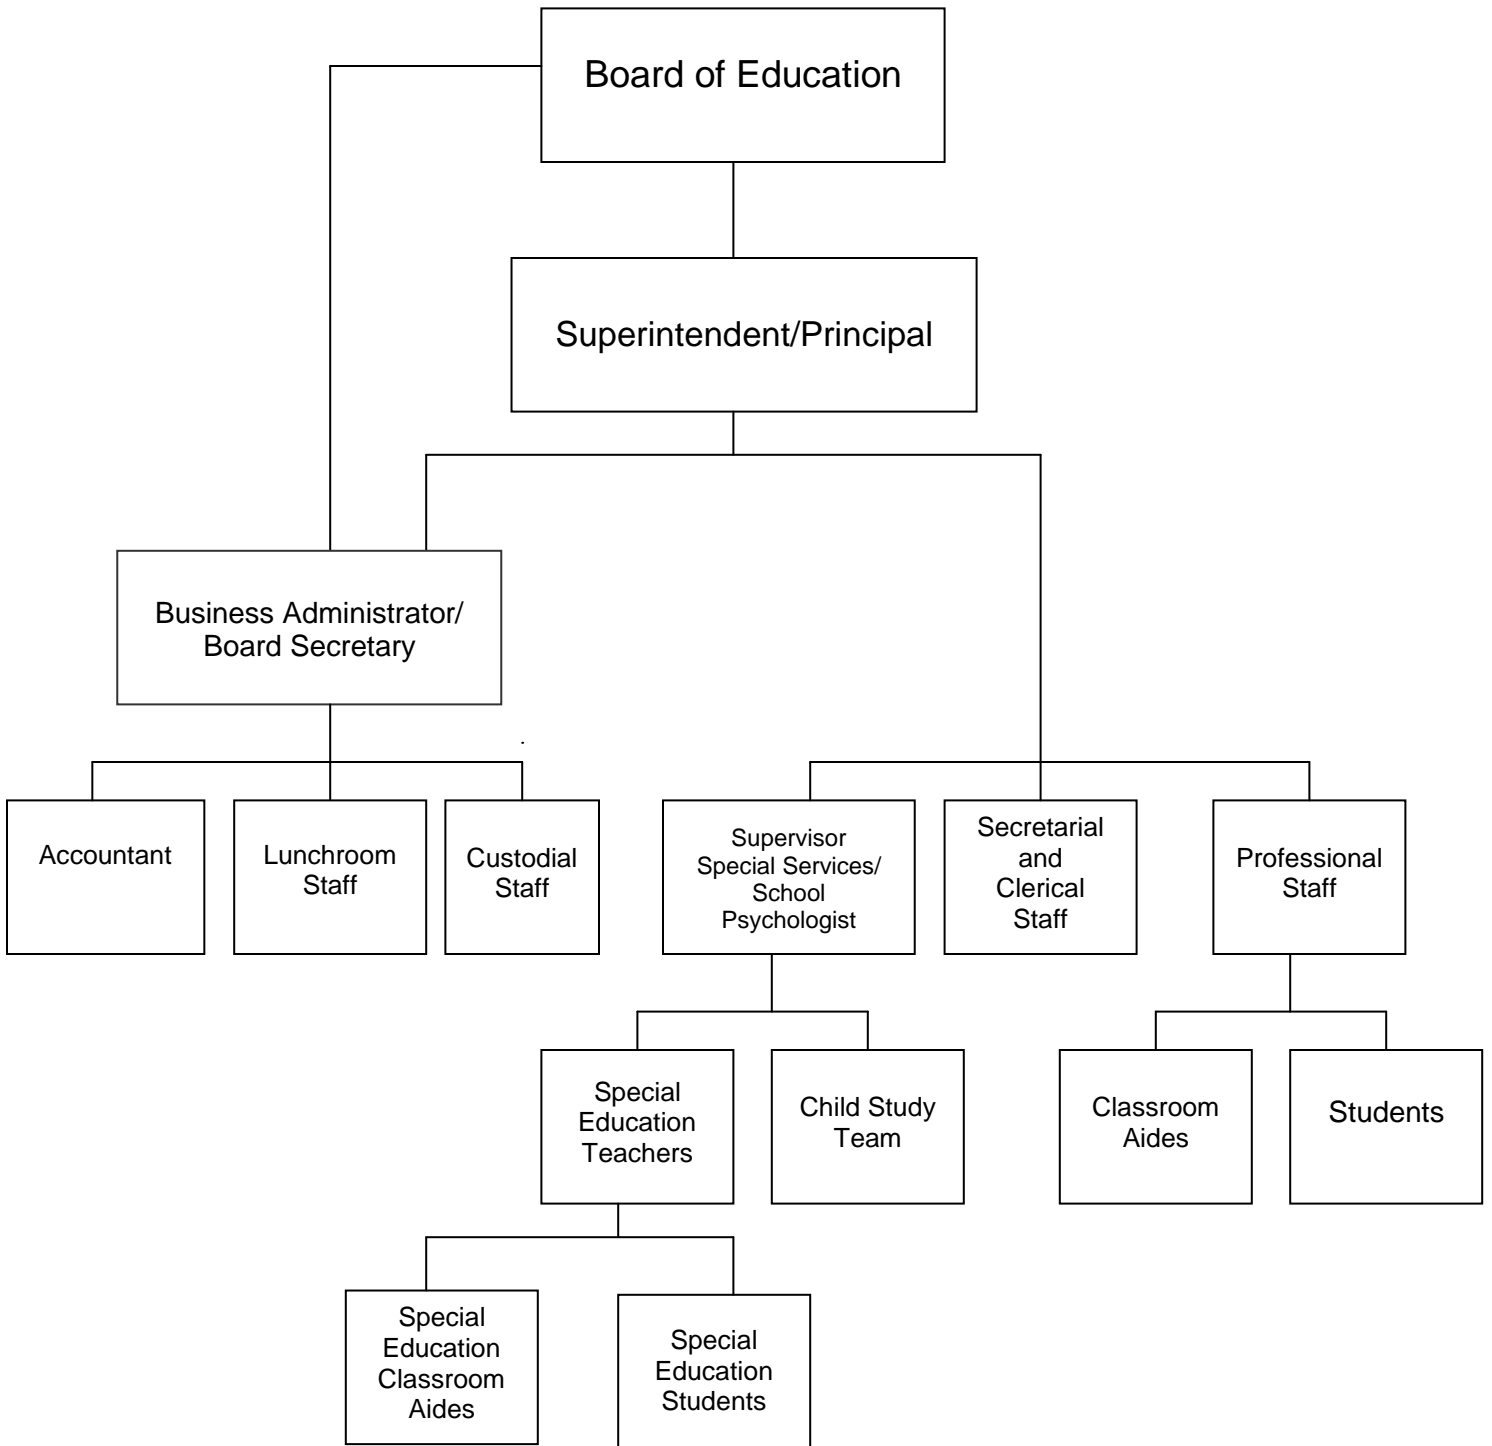 Board of Education
Superintendent/Principal
Business Administrator/
Board Secretary
Accountant
Lunchroom
Staff
Custodial
Staff
Supervisor
Special Services/
School
Psychologist
Secretarial
and
Clerical
Staff
Professional
Staff
Special
Education
Teachers
Child Study
Team
Classroom
Aides
Students
Special
Education
Classroom
Aides
Special
Education
Students